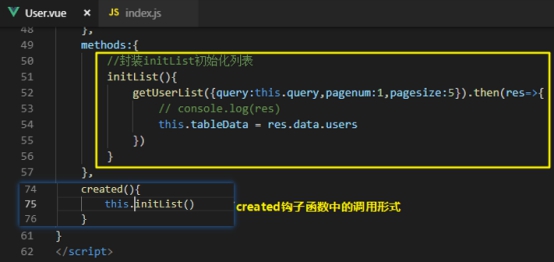 User.vue
JS index.js
48 },
49 methods:{
50 //封装initList初始化列表
51 initList(){
52 getUserList({query:this.query,pagenum:1,pagesize:5}).then(res=>{
53 // console.log(res)
54 this.tableData = res.data.users
55 })
56 }
57 },
74 created(){
75 this.initList()
76 }
created钩子函数中的调用形式
61 }
62 </script>